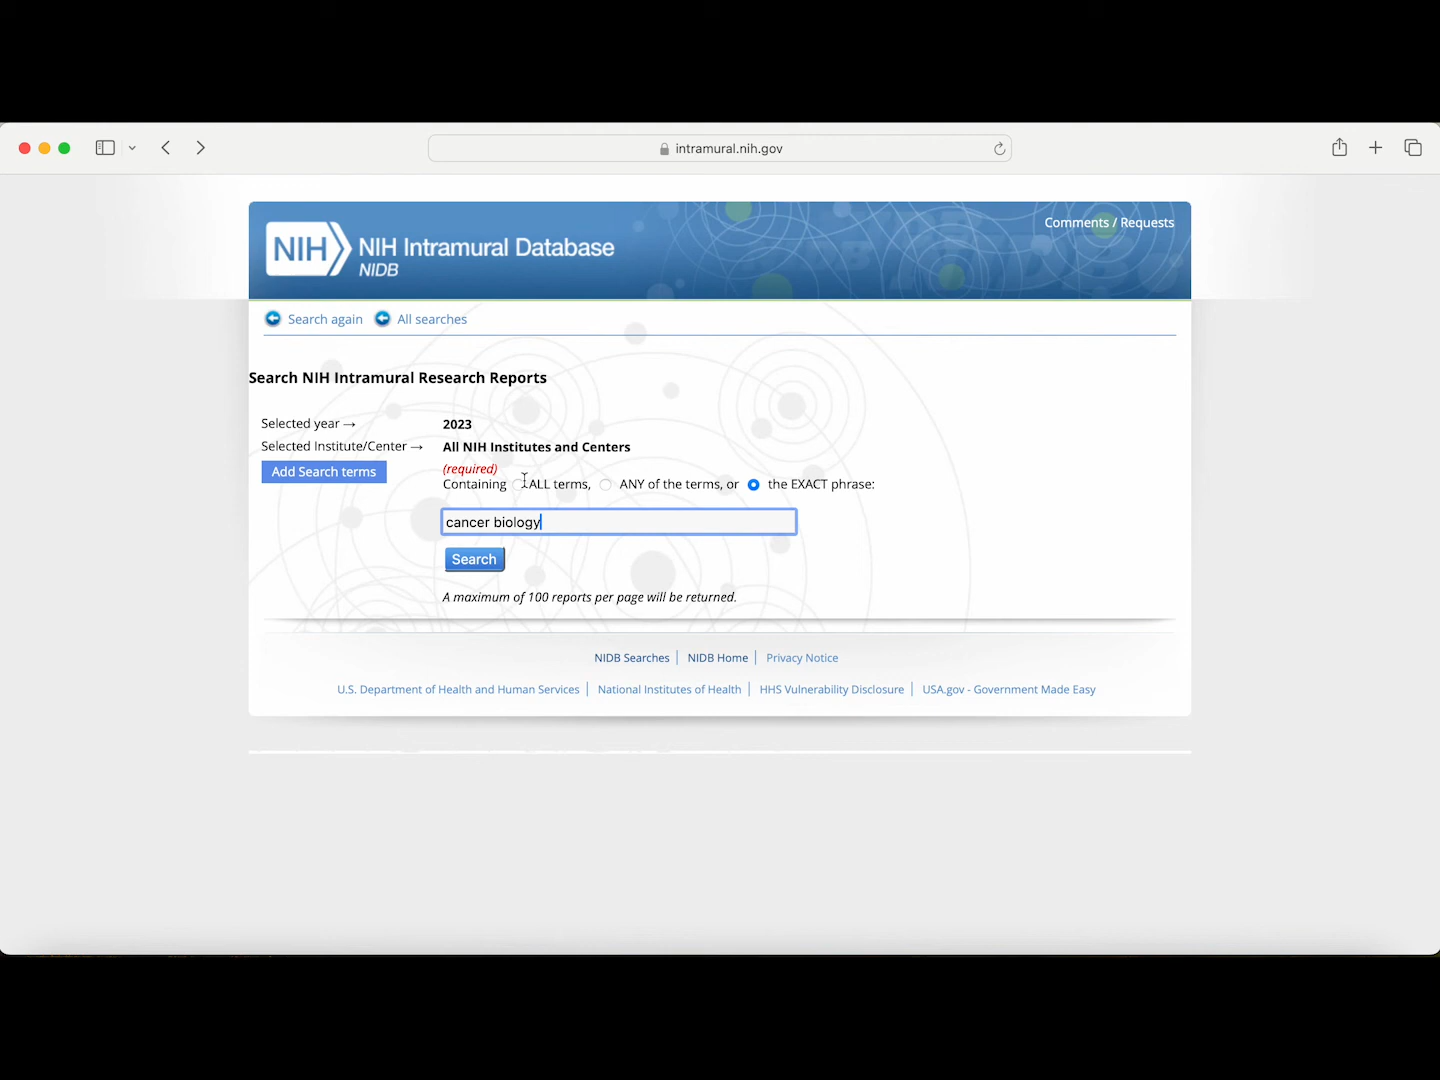 intramural.nih.gov
Comments / Requests
NIH
NIH Intramural Database
NIDB
Search again
All searches
Search NIH Intramural Research Reports
Selected year →
2023
Selected Institute/Center →
All NIH Institutes and Centers
Add Search terms
(required)
Containing ALL terms, ANY of the terms, or the EXACT phrase:
cancer biology
Search
A maximum of 100 reports per page will be returned.
NIDB Searches | NIDB Home | Privacy Notice
U.S. Department of Health and Human Services | National Institutes of Health | HHS Vulnerability Disclosure | USA.gov - Government Made Easy